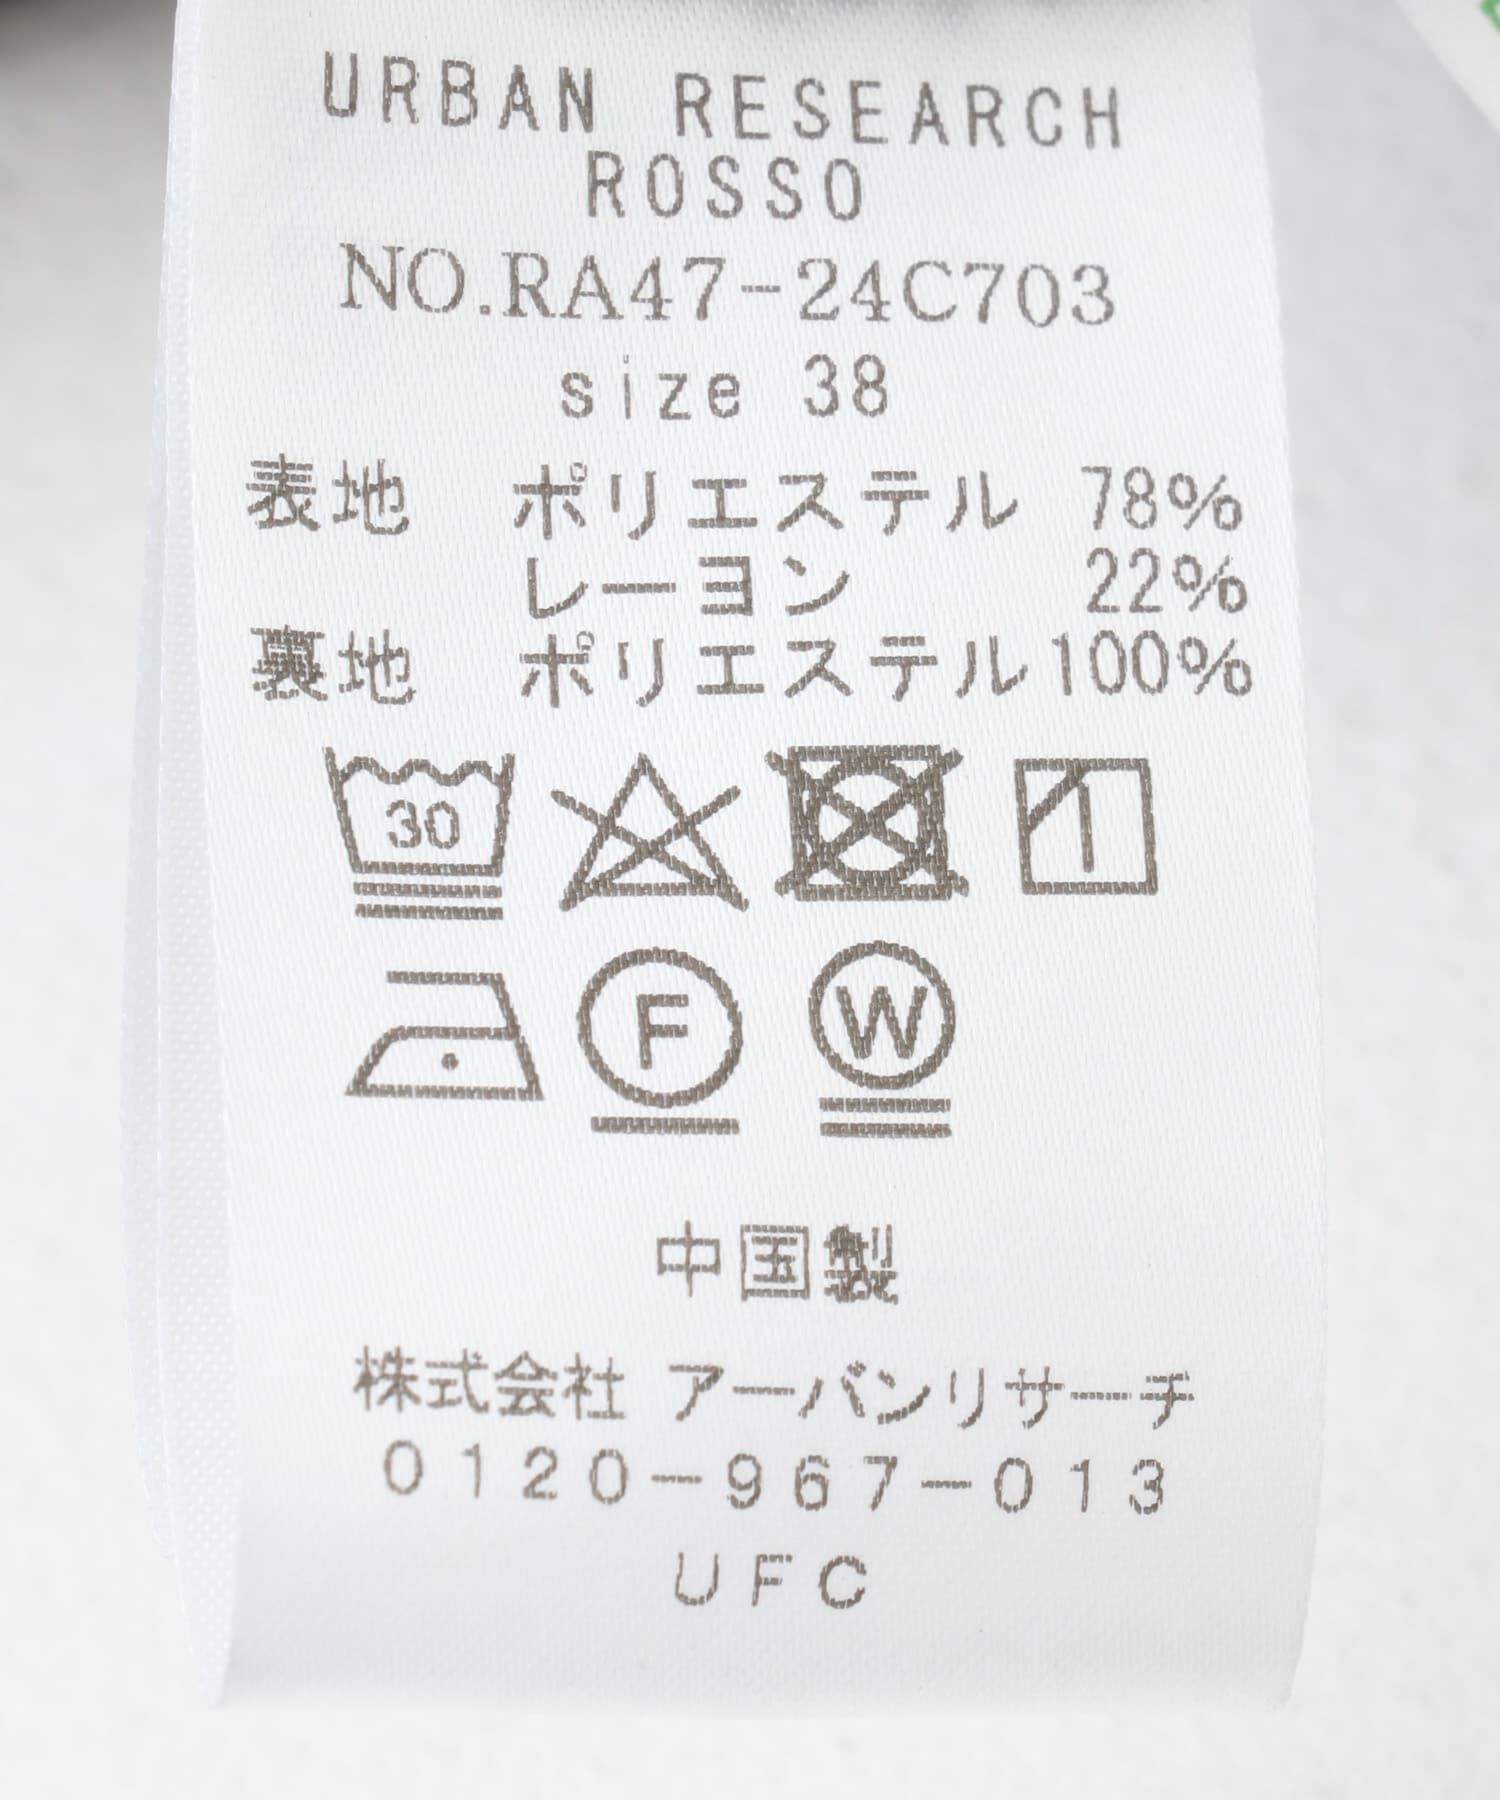 URBAN RESEARCH
ROSSO
NO.RA47-24C703
size 38
表地 ポリエステル 78%
レーヨン 22%
裏地 ポリエステル100%
30
F
W
中国製
株式会社 アーバンリサーチ
0120-967-013
UFC